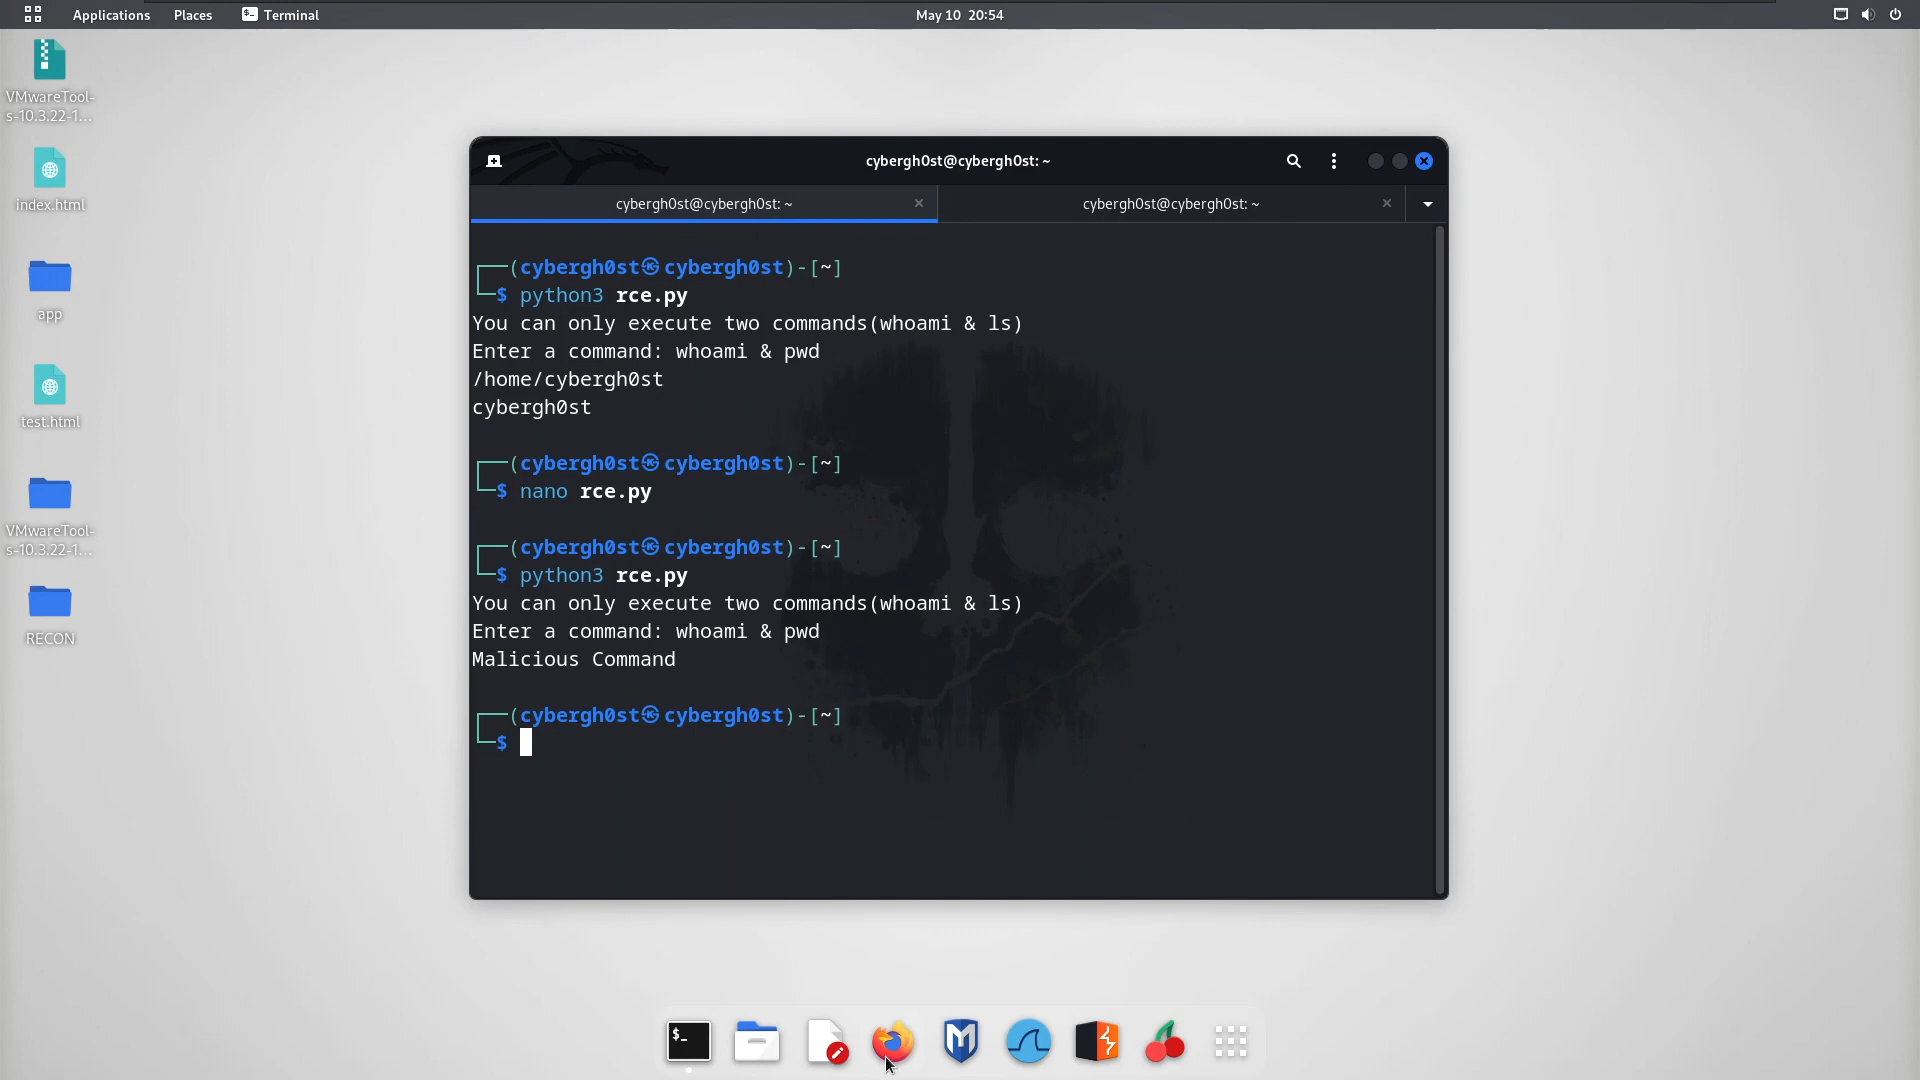 Applications Places Terminal May 10 20:54
VMwareTool-
s-10.3.22-1...
index.html
app
test.html
VMwareTool-
s-10.3.22-1...
RECON
cybergh0st@cybergh0st: ~
cybergh0st@cybergh0st: ~ cybergh0st@cybergh0st: ~
┌──(cybergh0st㉿cybergh0st)-[~]
└─$ python3 rce.py
You can only execute two commands(whoami & ls)
Enter a command: whoami & pwd
/home/cybergh0st
cybergh0st
┌──(cybergh0st㉿cybergh0st)-[~]
└─$ nano rce.py
┌──(cybergh0st㉿cybergh0st)-[~]
└─$ python3 rce.py
You can only execute two commands(whoami & ls)
Enter a command: whoami & pwd
Malicious Command
┌──(cybergh0st㉿cybergh0st)-[~]
└─$
$_